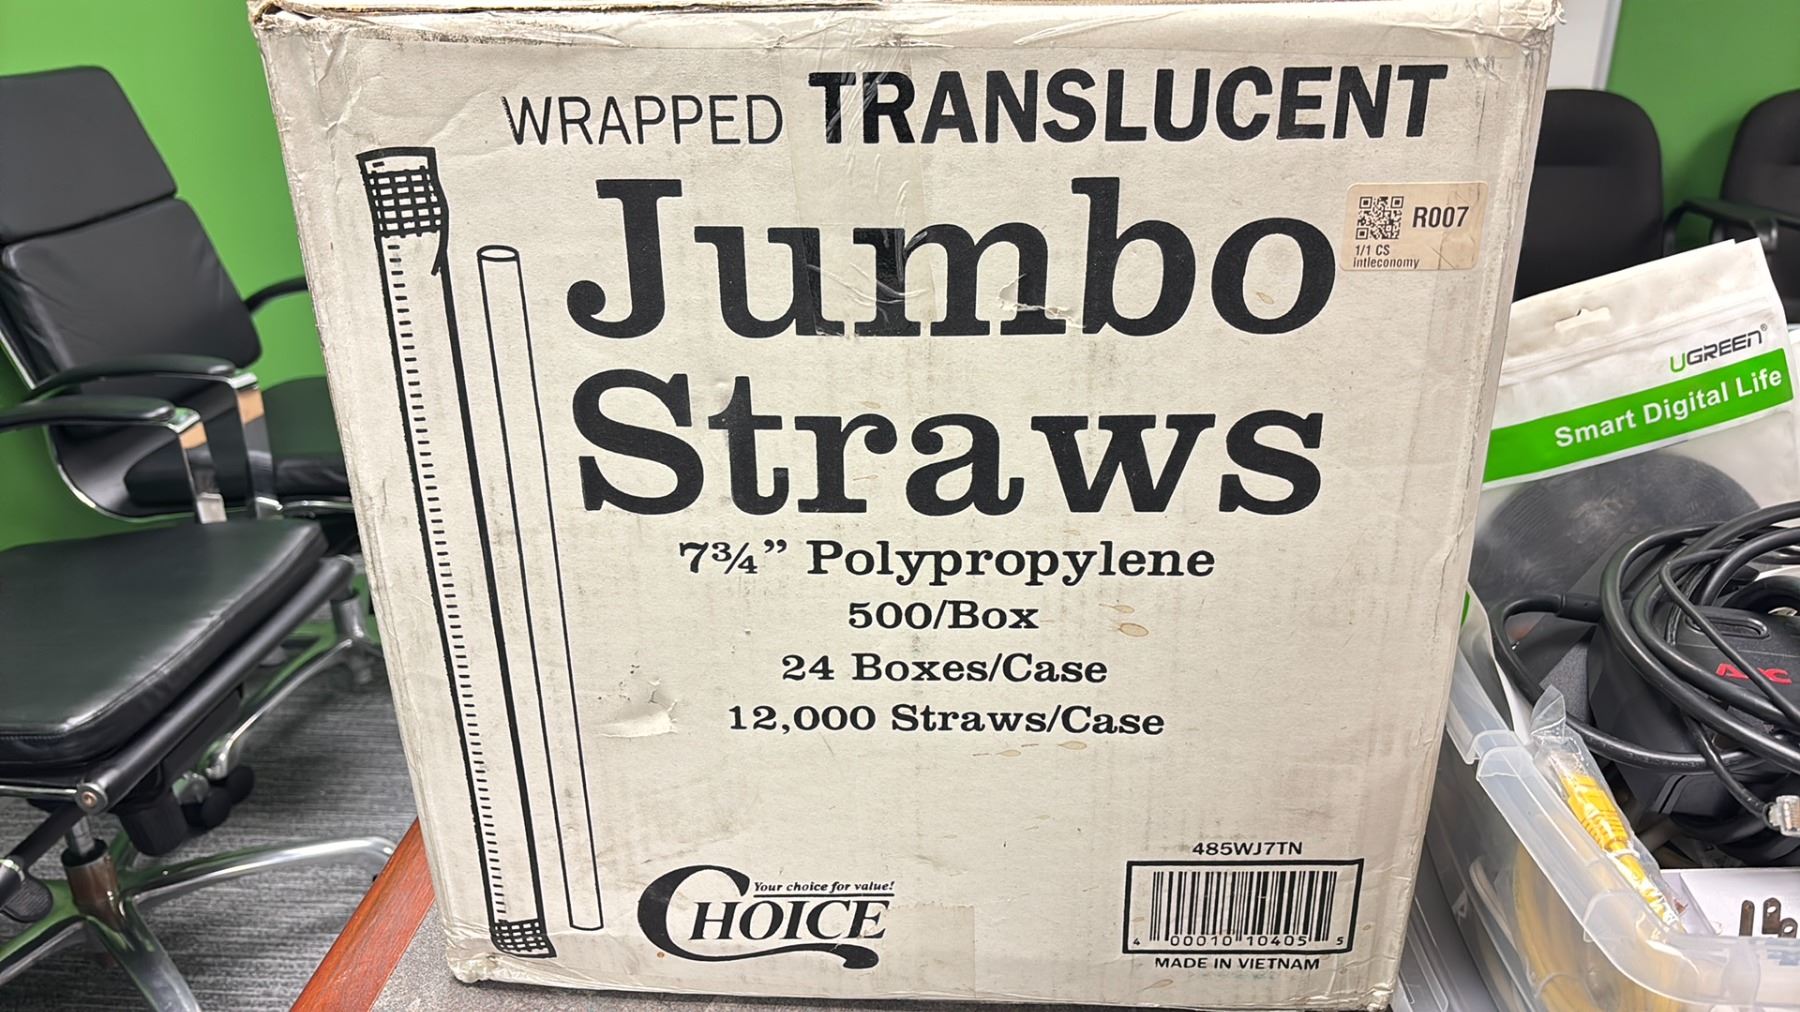 WRAPPED TRANSLUCENT
Jumbo
Straws
7¾” Polypropylene
500/Box
24 Boxes/Case
12,000 Straws/Case
R007
1/1 CS
intleconomy
Your choice for value!
CHOICE
485WJ7TN
4 00010 10405 5
MADE IN VIETNAM
UGREEN®
Smart Digital Life
APC